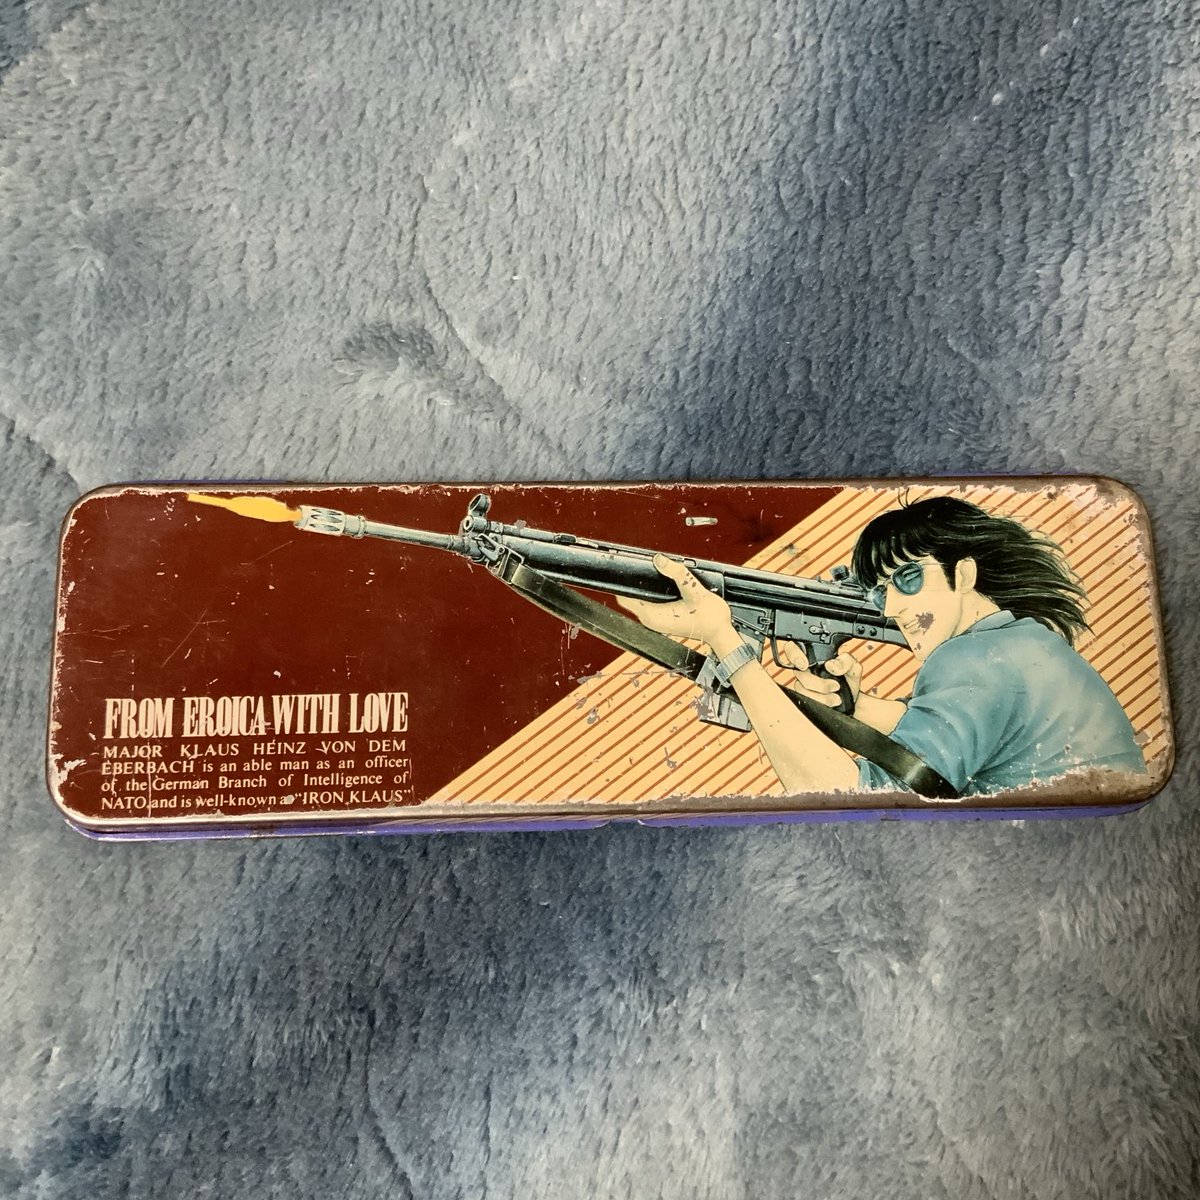 FROM EROICA WITH LOVE
MAJOR KLAUS HEINZ VON DEM
EBERBACH is an able man as an officer
of the German Branch of Intelligence of
NATO and is well-known as "IRON KLAUS"